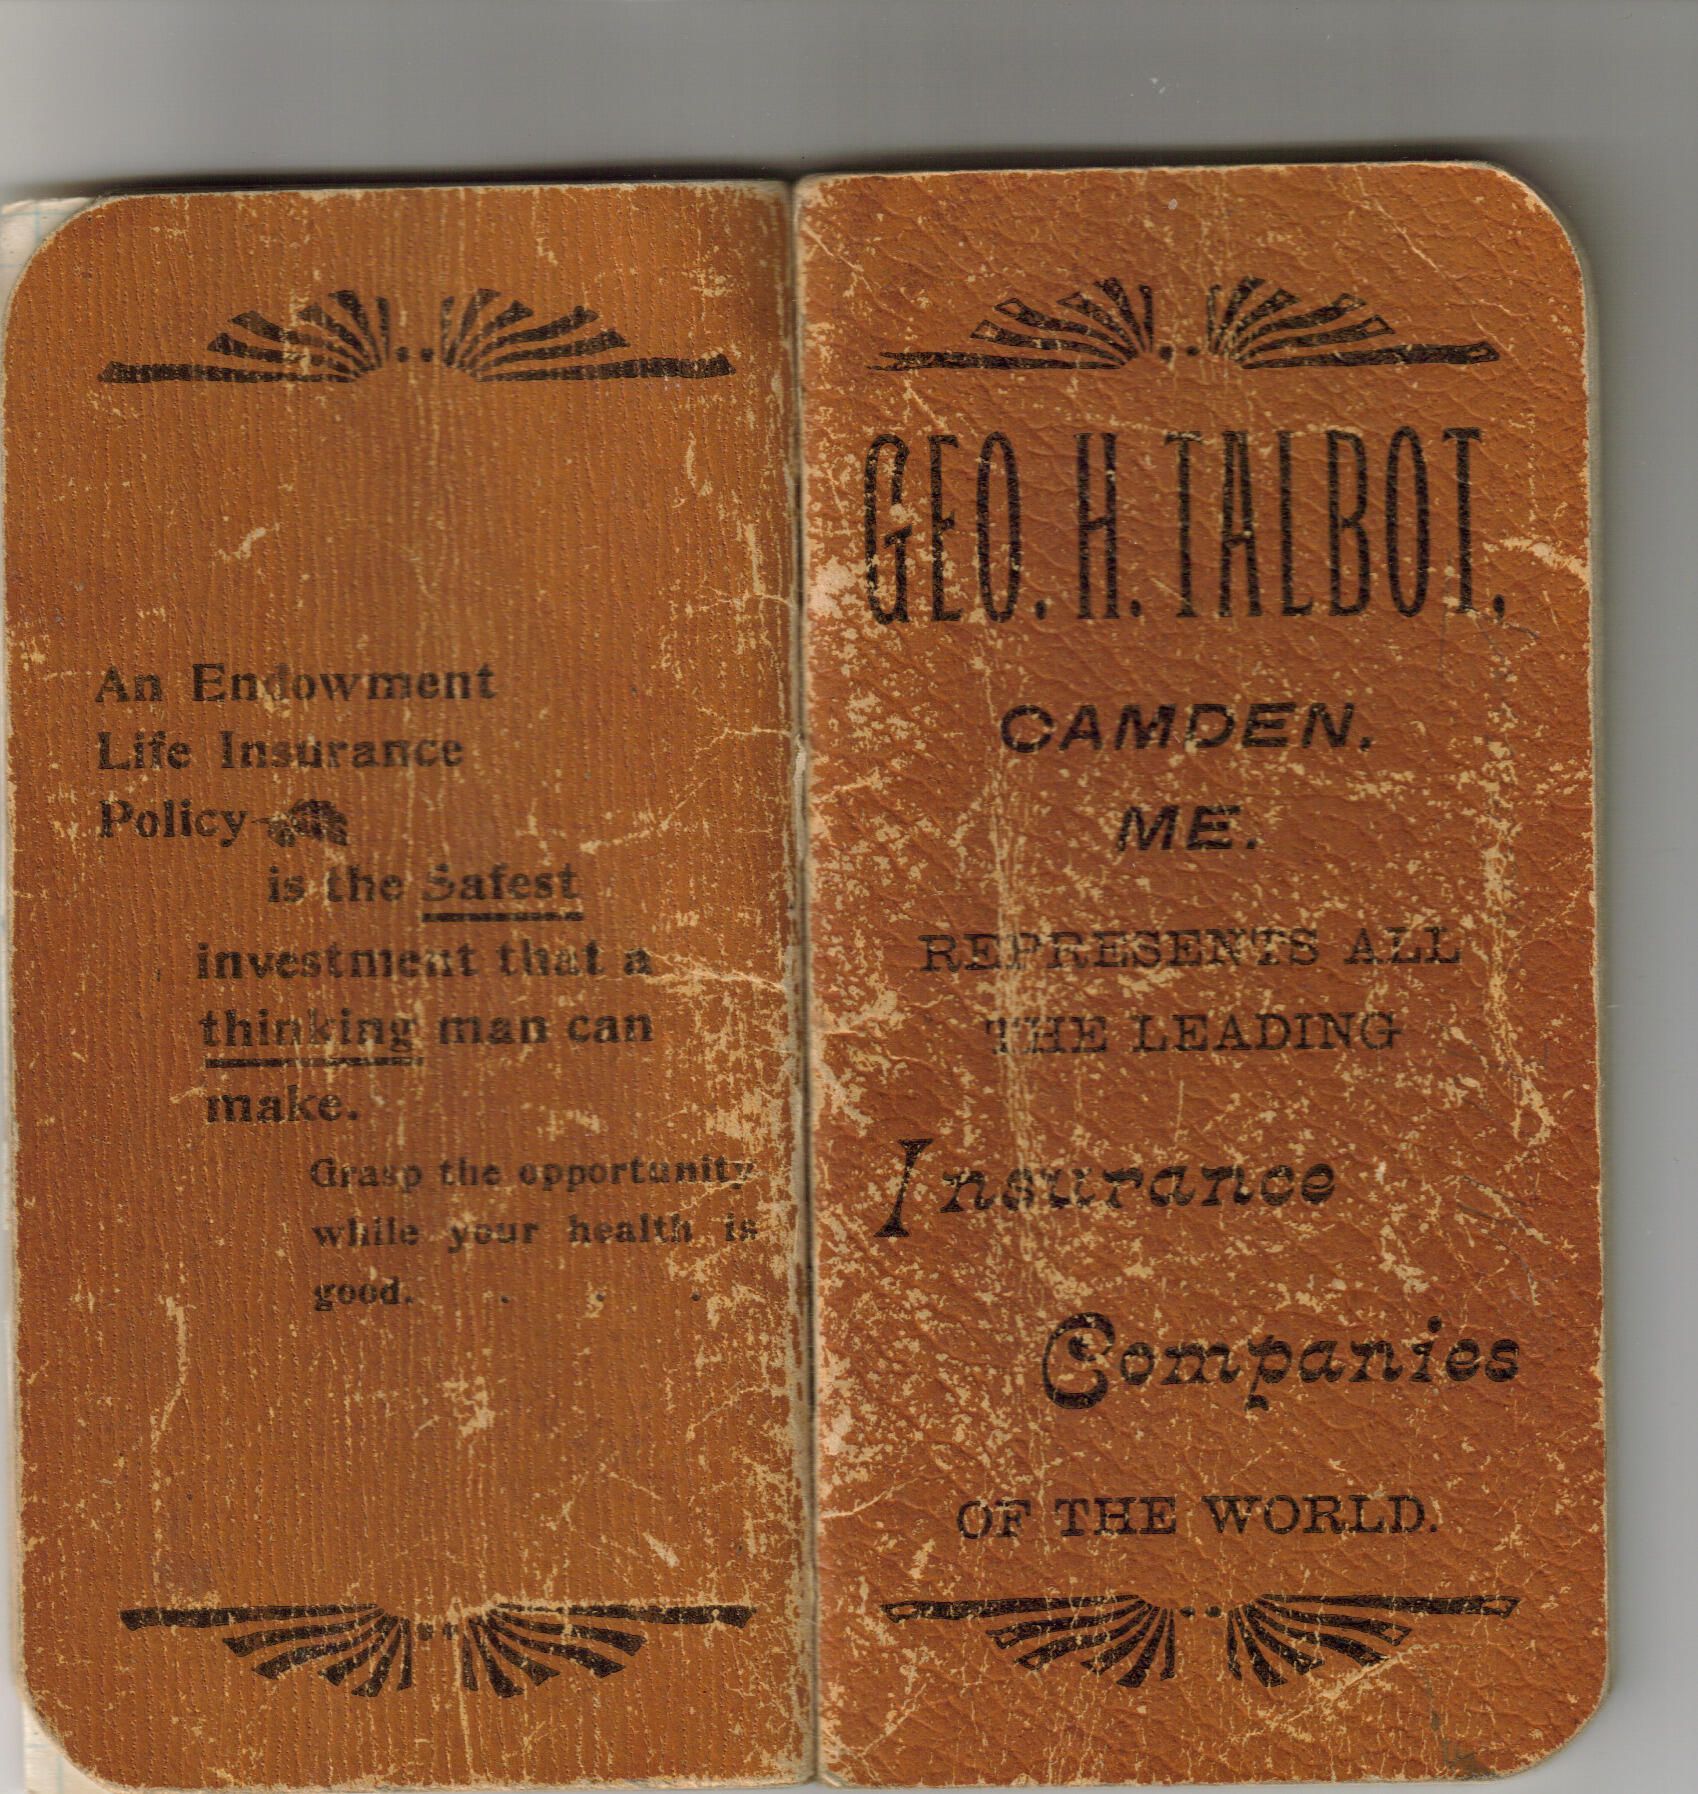 An Endowment
Life Insurance
Policy
is the Safest
investment that a
thinking man can
make.
Grasp the opportunity
while your health is
good. . . .
GEO. H. TALBOT,
CAMDEN,
ME.
REPRESENTS ALL
THE LEADING
Insurance
Companies
OF THE WORLD.